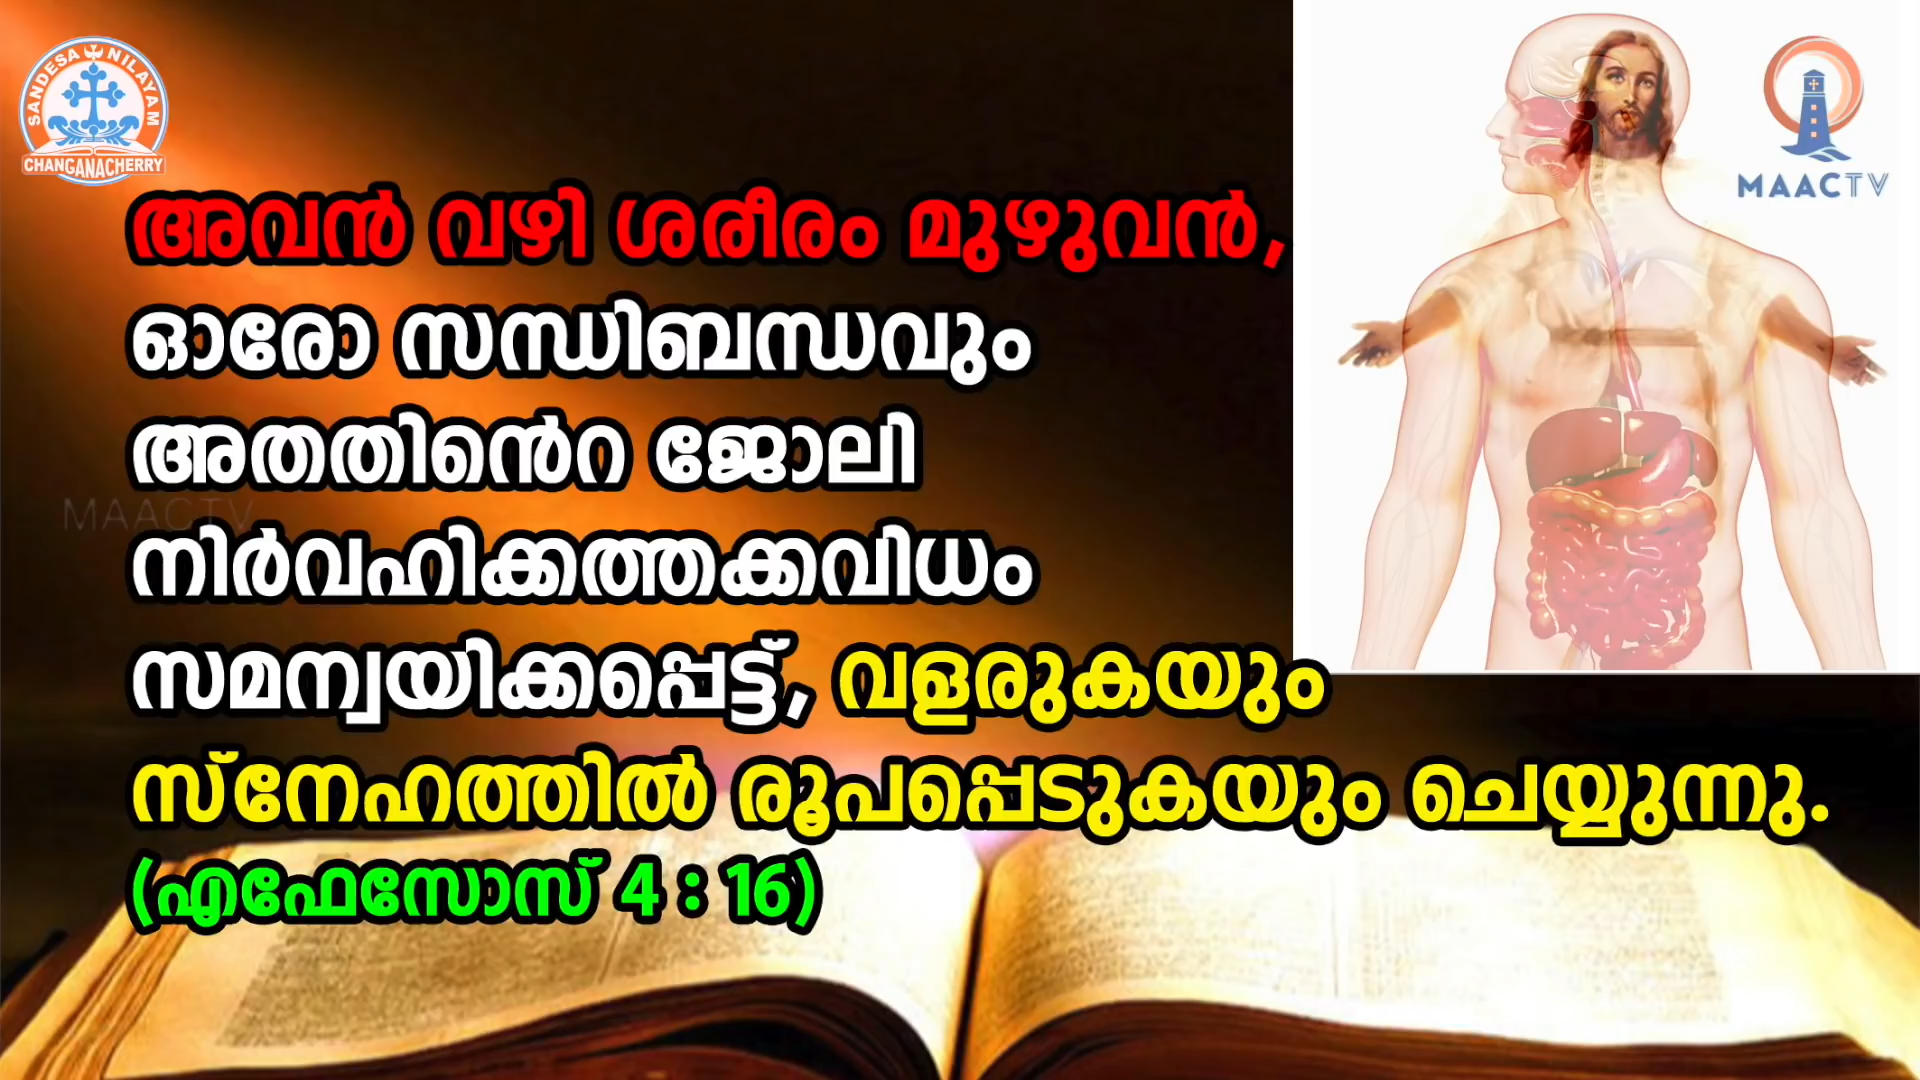 SANDESA NILAYAM
CHANGANACHERRY
MAACTV
അവൻ വഴി ശരീരം മുഴുവൻ,
ഓരോ സന്ധിബന്ധവും
അതതിൻെറ ജോലി
MAACTV
നിർവഹിക്കത്തക്കവിധം
സമന്വയിക്കപ്പെട്ട്, വളരുകയും
സ്നേഹത്തിൽ രൂപപ്പെടുകയും ചെയ്യുന്നു.
(എഫേസോസ് 4 : 16)